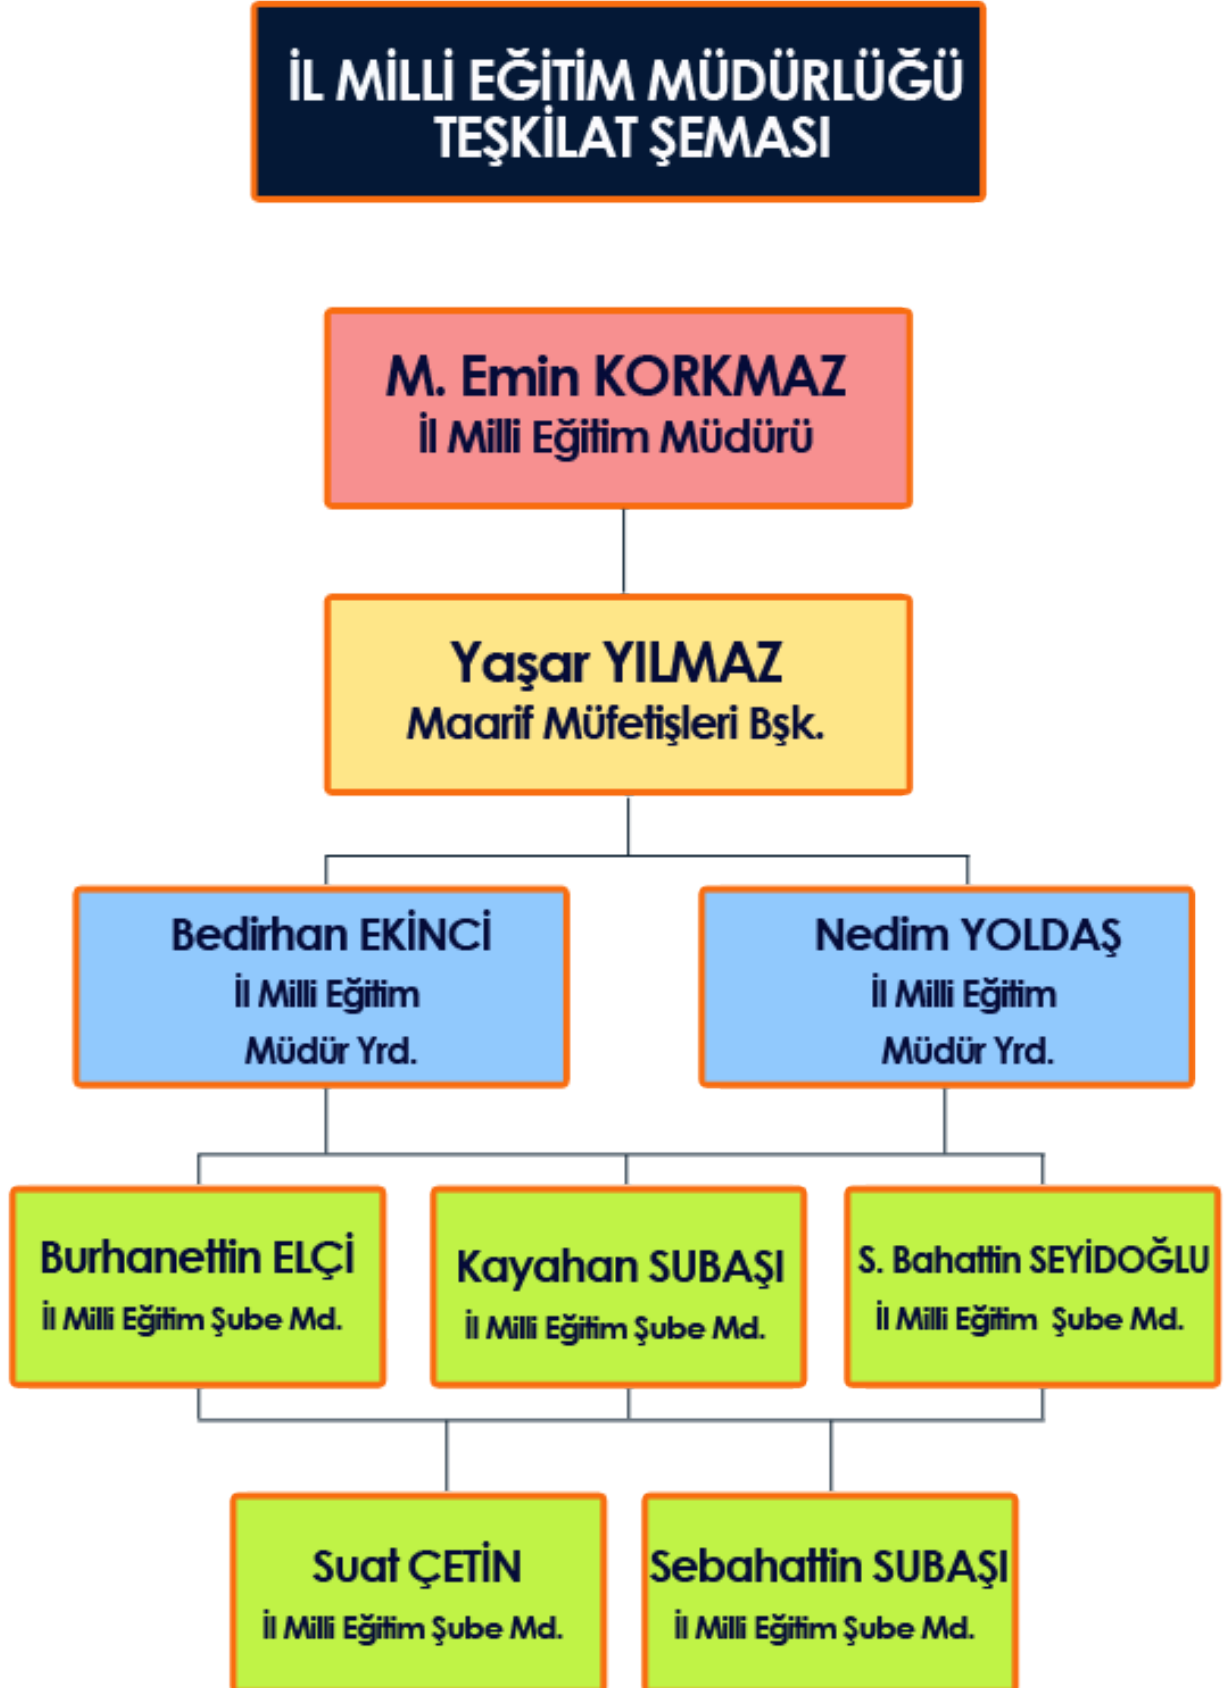 İL MİLLİ EĞİTİM MÜDÜRLÜĞÜ
TEŞKİLAT ŞEMASI
M. Emin KORKMAZ
İl Milli Eğitim Müdürü
Yaşar YILMAZ
Maarif Müfetişleri Bşk.
Bedirhan EKİNCİ
İl Milli Eğitim
Müdür Yrd.
Nedim YOLDAŞ
İl Milli Eğitim
Müdür Yrd.
Burhanettin ELÇİ
İl Milli Eğitim Şube Md.
Kayahan SUBAŞI
İl Milli Eğitim Şube Md.
S. Bahattin SEYİDOĞLU
İl Milli Eğitim Şube Md.
Suat ÇETİN
İl Milli Eğitim Şube Md.
Sebahattin SUBAŞI
İl Milli Eğitim Şube Md.